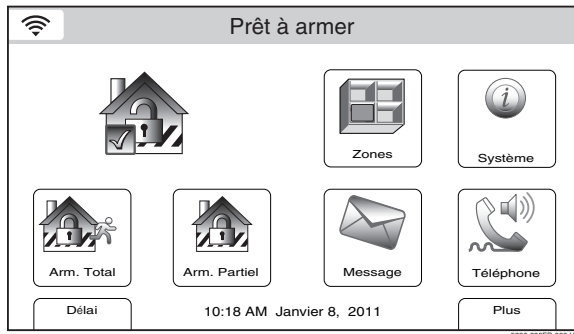 Prêt à armer
Zones
Système
Arm. Total
Arm. Partiel
Message
Téléphone
Délai
10:18 AM Janvier 8, 2011
Plus